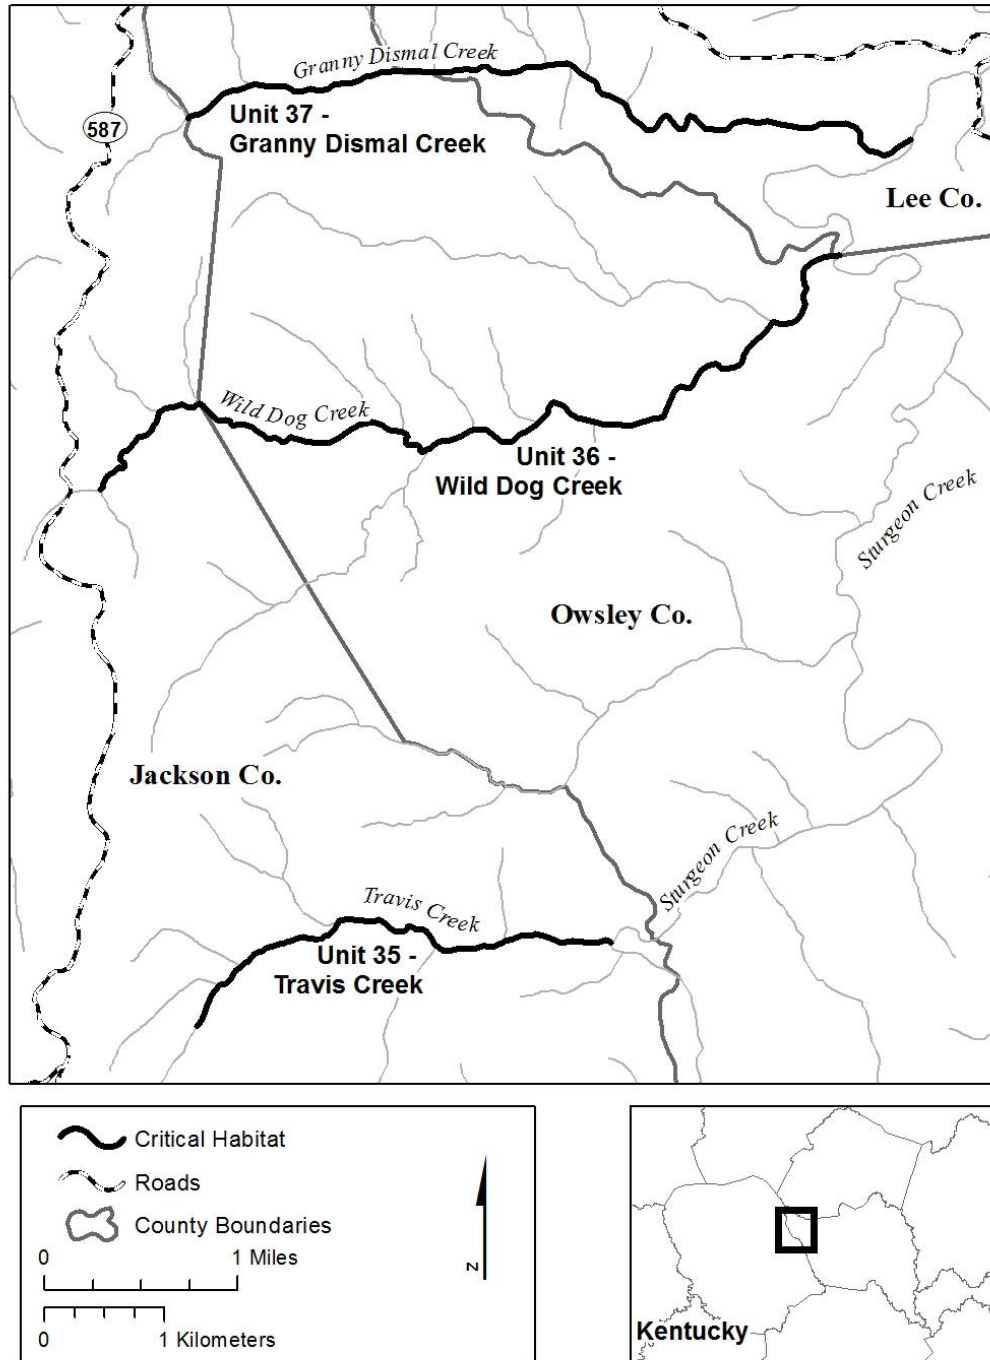 Granny Dismal Creek
587
Unit 37 -
Granny Dismal Creek
Lee Co.
Wild Dog Creek
Unit 36 -
Wild Dog Creek
Sturgeon Creek
Owsley Co.
Jackson Co.
Sturgeon Creek
Travis Creek
Unit 35 -
Travis Creek
Critical Habitat
Roads
County Boundaries
0 1 Miles
0 1 Kilometers
N
Kentucky